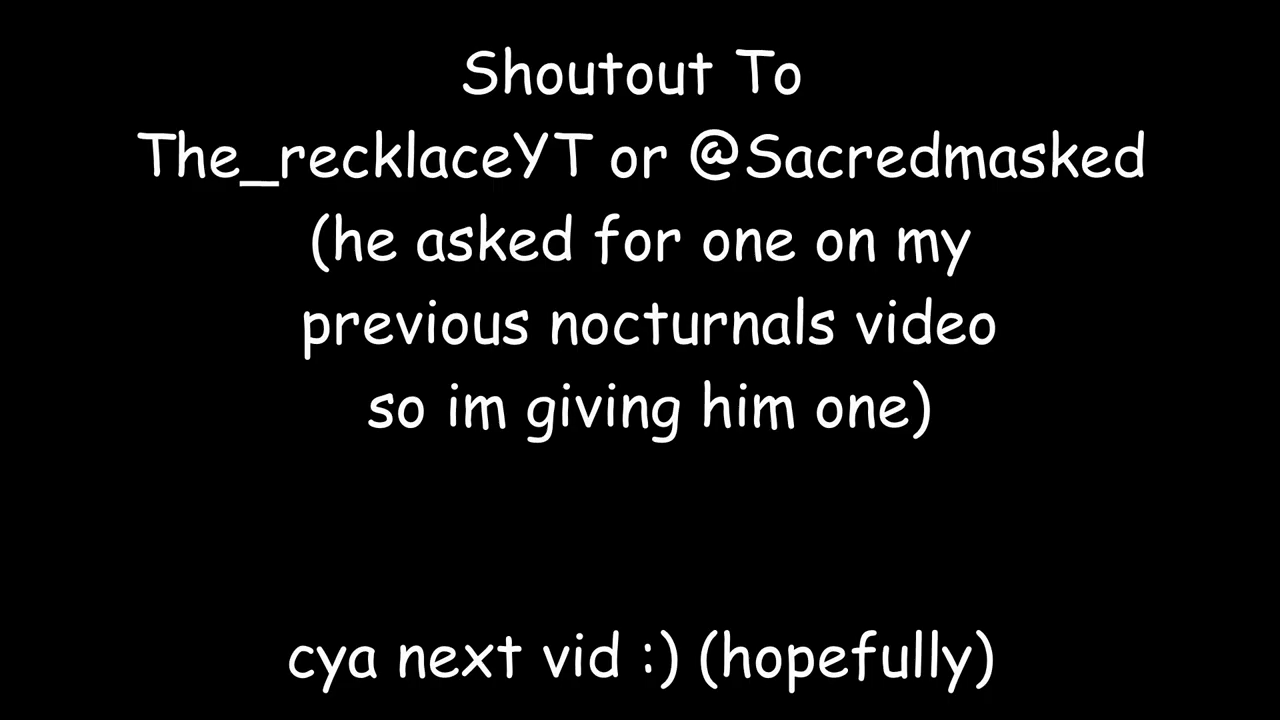 Shoutout To
The_recklaceYT or @Sacredmasked
(he asked for one on my
previous nocturnals video
so im giving him one)
cya next vid :) (hopefully)